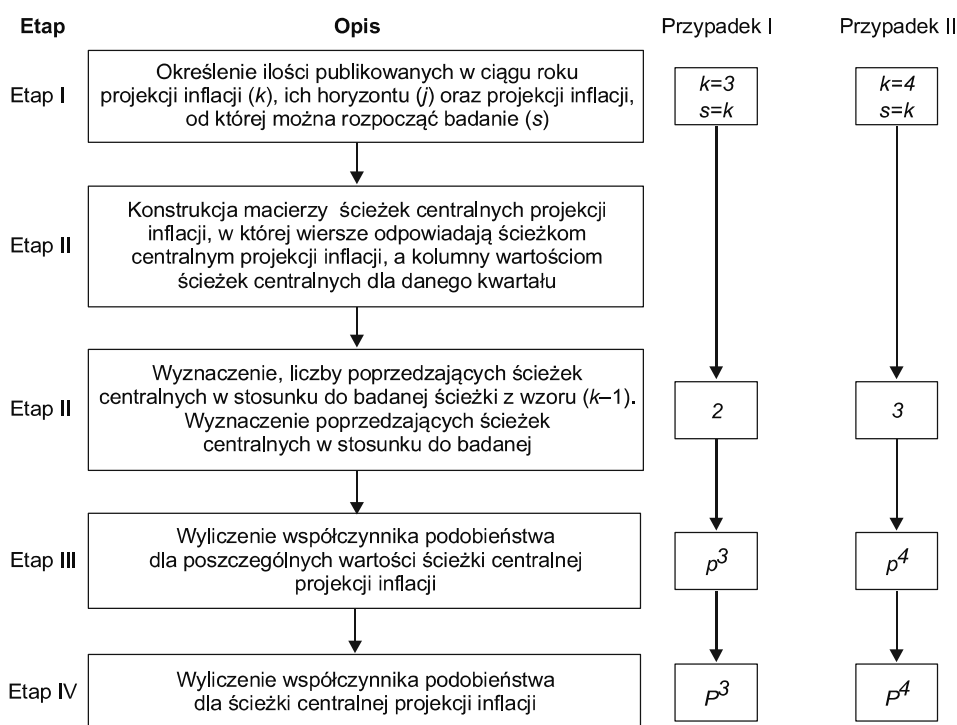 Etap Opis Przypadek I Przypadek II
Etap I
Określenie ilości publikowanych w ciągu roku
projekcji inflacji (k), ich horyzontu (j) oraz projekcji inflacji,
od której można rozpocząć badanie (s)
k=3
s=k
k=4
s=k
Etap II
Konstrukcja macierzy ścieżek centralnych projekcji
inflacji, w której wiersze odpowiadają ścieżkom
centralnym projekcji inflacji, a kolumny wartościom
ścieżek centralnych dla danego kwartału
Etap II
Wyznaczenie, liczby poprzedzających ścieżek
centralnych w stosunku do badanej ścieżki z wzoru (k–1).
Wyznaczenie poprzedzających ścieżek
centralnych w stosunku do badanej
2
3
Etap III
Wyliczenie współczynnika podobieństwa
dla poszczególnych wartości ścieżki centralnej
projekcji inflacji
p³
p⁴
Etap IV
Wyliczenie współczynnika podobieństwa
dla ścieżki centralnej projekcji inflacji
P³
P⁴